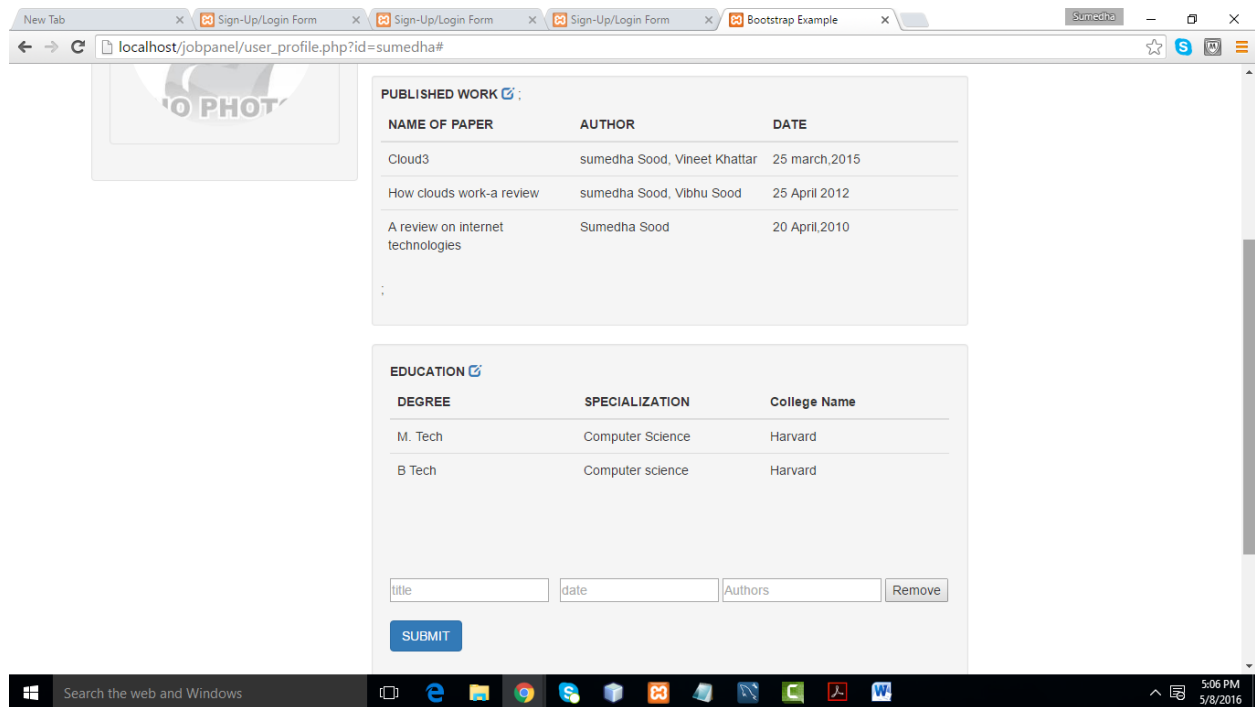 New Tab
Sign-Up/Login Form
Sign-Up/Login Form
Sign-Up/Login Form
Bootstrap Example
Sumedha
localhost/jobpanel/user_profile.php?id=sumedha#
NO PHOTO
PUBLISHED WORK ;
NAME OF PAPER AUTHOR DATE
Cloud3 sumedha Sood, Vineet Khattar 25 march,2015
How clouds work-a review sumedha Sood, Vibhu Sood 25 April 2012
A review on internet Sumedha Sood 20 April,2010
technologies
;
EDUCATION
DEGREE SPECIALIZATION College Name
M. Tech Computer Science Harvard
B Tech Computer science Harvard
title date Authors Remove
SUBMIT
Search the web and Windows
5:06 PM
5/8/2016